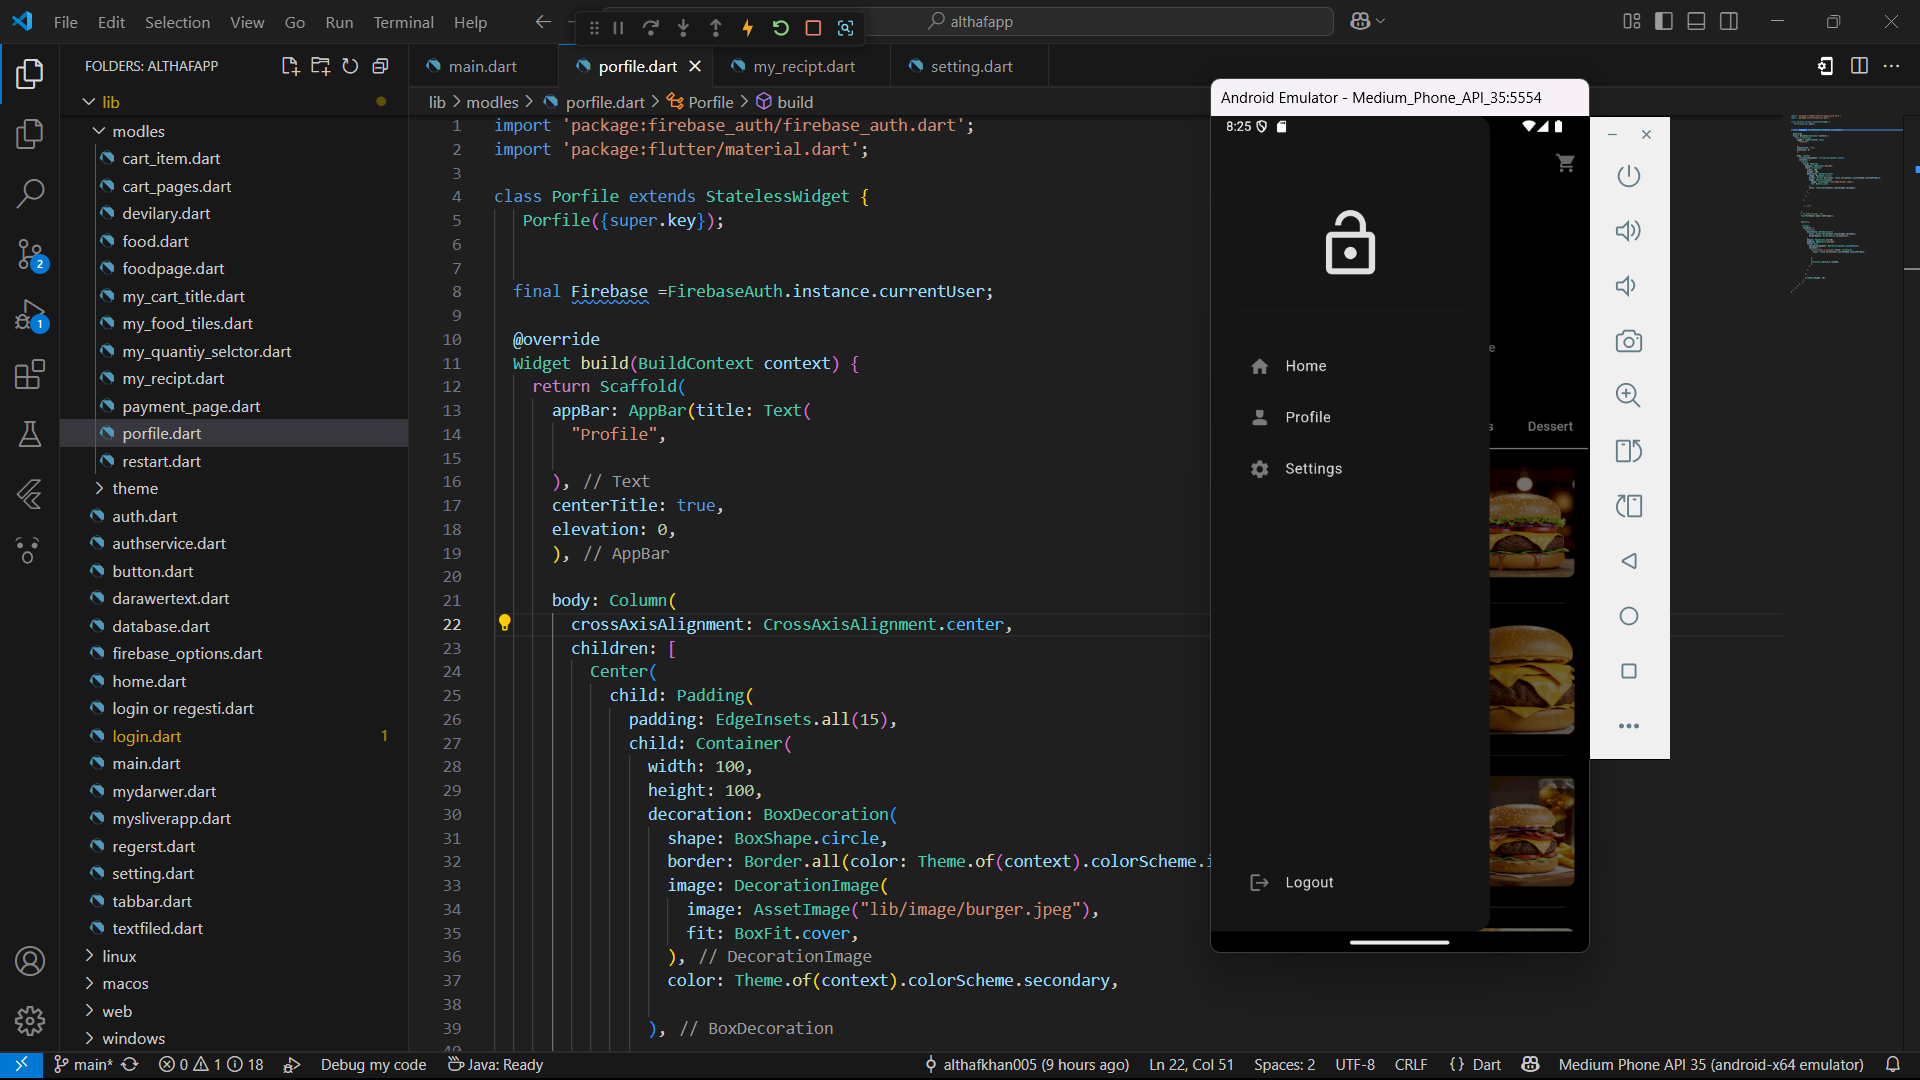 File Edit Selection View Go Run Terminal Help
althafapp
FOLDERS: ALTHAFAPP
main.dart
porfile.dart
my_recipt.dart
setting.dart
lib > modles > porfile.dart > Porfile > build
lib
modles
cart_item.dart
cart_pages.dart
devilary.dart
food.dart
foodpage.dart
my_cart_title.dart
my_food_tiles.dart
my_quantiy_selctor.dart
my_recipt.dart
payment_page.dart
porfile.dart
restart.dart
theme
auth.dart
authservice.dart
button.dart
darawertext.dart
database.dart
firebase_options.dart
home.dart
login or regesti.dart
login.dart 1
main.dart
mydarwer.dart
mysliverapp.dart
regerst.dart
setting.dart
tabbar.dart
textfiled.dart
linux
macos
web
windows
2
1
1 import 'package:firebase_auth/firebase_auth.dart';
2 import 'package:flutter/material.dart';
3
4 class Porfile extends StatelessWidget {
5 Porfile({super.key});
6
7
8 final Firebase =FirebaseAuth.instance.currentUser;
9
10 @override
11 Widget build(BuildContext context) {
12 return Scaffold(
13 appBar: AppBar(title: Text(
14 "Profile",
15
16 ), // Text
17 centerTitle: true,
18 elevation: 0,
19 ), // AppBar
20
21 body: Column(
22 crossAxisAlignment: CrossAxisAlignment.center,
23 children: [
24 Center(
25 child: Padding(
26 padding: EdgeInsets.all(15),
27 child: Container(
28 width: 100,
29 height: 100,
30 decoration: BoxDecoration(
31 shape: BoxShape.circle,
32 border: Border.all(color: Theme.of(context).colorScheme.i
33 image: DecorationImage(
34 image: AssetImage("lib/image/burger.jpeg"),
35 fit: BoxFit.cover,
36 ), // DecorationImage
37 color: Theme.of(context).colorScheme.secondary,
38
39 ), // BoxDecoration
40
Android Emulator - Medium_Phone_API_35:5554
8:25
Home
Profile
Settings
Logout
e
s Dessert
main* 0 1 18 Debug my code Java: Ready
althafkhan005 (9 hours ago) Ln 22, Col 51 Spaces: 2 UTF-8 CRLF {} Dart Medium Phone API 35 (android-x64 emulator)